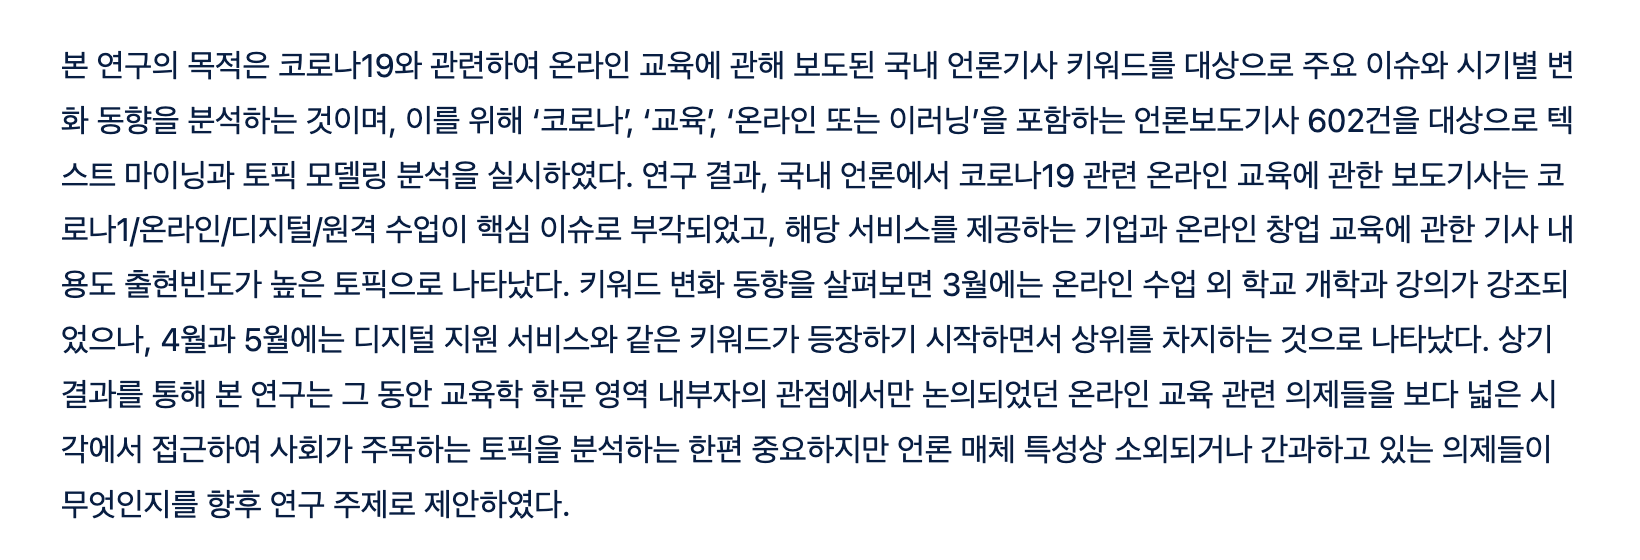 본 연구의 목적은 코로나19와 관련하여 온라인 교육에 관해 보도된 국내 언론기사 키워드를 대상으로 주요 이슈와 시기별 변
화 동향을 분석하는 것이며, 이를 위해 ‘코로나’, ‘교육’, ‘온라인 또는 이러닝’을 포함하는 언론보도기사 602건을 대상으로 텍
스트 마이닝과 토픽 모델링 분석을 실시하였다. 연구 결과, 국내 언론에서 코로나19 관련 온라인 교육에 관한 보도기사는 코
로나1/온라인/디지털/원격 수업이 핵심 이슈로 부각되었고, 해당 서비스를 제공하는 기업과 온라인 창업 교육에 관한 기사 내
용도 출현빈도가 높은 토픽으로 나타났다. 키워드 변화 동향을 살펴보면 3월에는 온라인 수업 외 학교 개학과 강의가 강조되
었으나, 4월과 5월에는 디지털 지원 서비스와 같은 키워드가 등장하기 시작하면서 상위를 차지하는 것으로 나타났다. 상기
결과를 통해 본 연구는 그 동안 교육학 학문 영역 내부자의 관점에서만 논의되었던 온라인 교육 관련 의제들을 보다 넓은 시
각에서 접근하여 사회가 주목하는 토픽을 분석하는 한편 중요하지만 언론 매체 특성상 소외되거나 간과하고 있는 의제들이
무엇인지를 향후 연구 주제로 제안하였다.